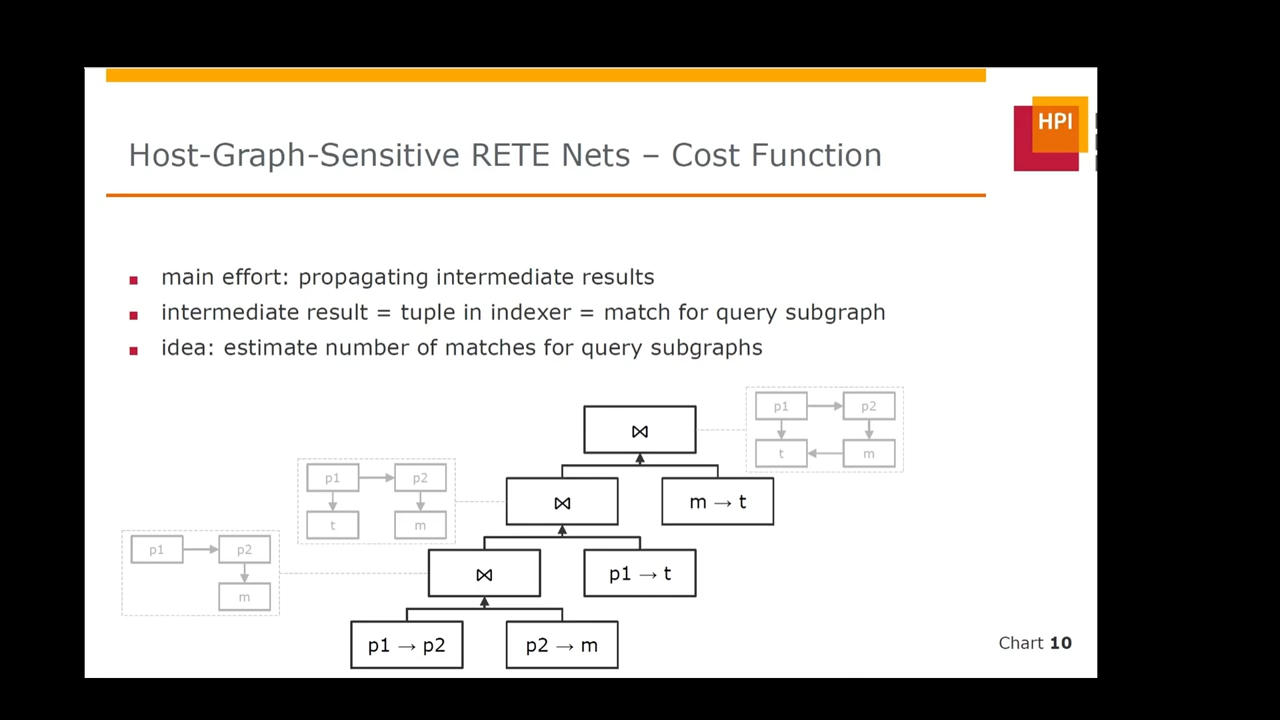 HPI
Host-Graph-Sensitive RETE Nets – Cost Function
main effort: propagating intermediate results
intermediate result = tuple in indexer = match for query subgraph
idea: estimate number of matches for query subgraphs
p1 p2
t m
⋈
p1 p2
t m
⋈
m → t
p1 p2
m
⋈
p1 → t
p1 → p2
p2 → m
Chart 10